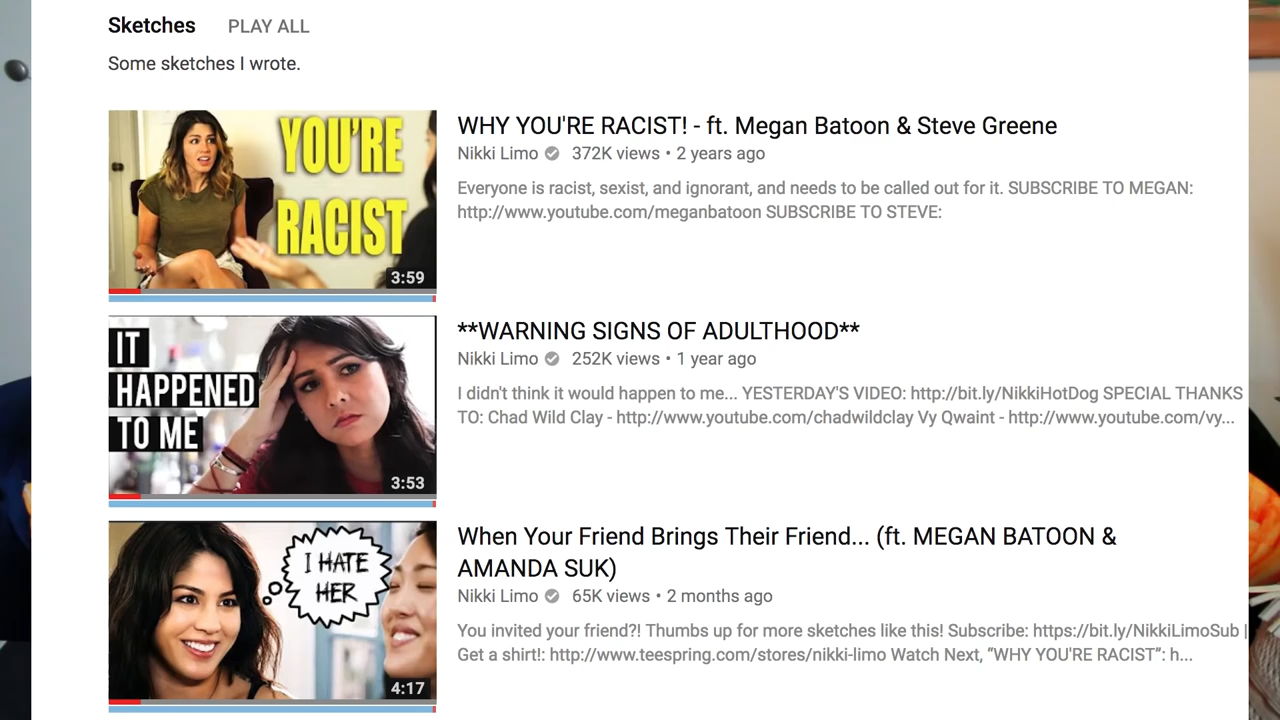 Sketches PLAY ALL
Some sketches I wrote.
YOU'RE
RACIST
3:59
WHY YOU'RE RACIST! - ft. Megan Batoon & Steve Greene
Nikki Limo 372K views • 2 years ago
Everyone is racist, sexist, and ignorant, and needs to be called out for it. SUBSCRIBE TO MEGAN:
http://www.youtube.com/meganbatoon SUBSCRIBE TO STEVE:
IT
HAPPENED
TO ME
3:53
**WARNING SIGNS OF ADULTHOOD**
Nikki Limo 252K views • 1 year ago
I didn't think it would happen to me... YESTERDAY'S VIDEO: http://bit.ly/NikkiHotDog SPECIAL THANKS
TO: Chad Wild Clay - http://www.youtube.com/chadwildclay Vy Qwaint - http://www.youtube.com/vy...
I HATE
HER
4:17
When Your Friend Brings Their Friend... (ft. MEGAN BATOON &
AMANDA SUK)
Nikki Limo 65K views • 2 months ago
You invited your friend?! Thumbs up for more sketches like this! Subscribe: https://bit.ly/NikkiLimoSub |
Get a shirt!: http://www.teespring.com/stores/nikki-limo Watch Next, “WHY YOU'RE RACIST”: h...